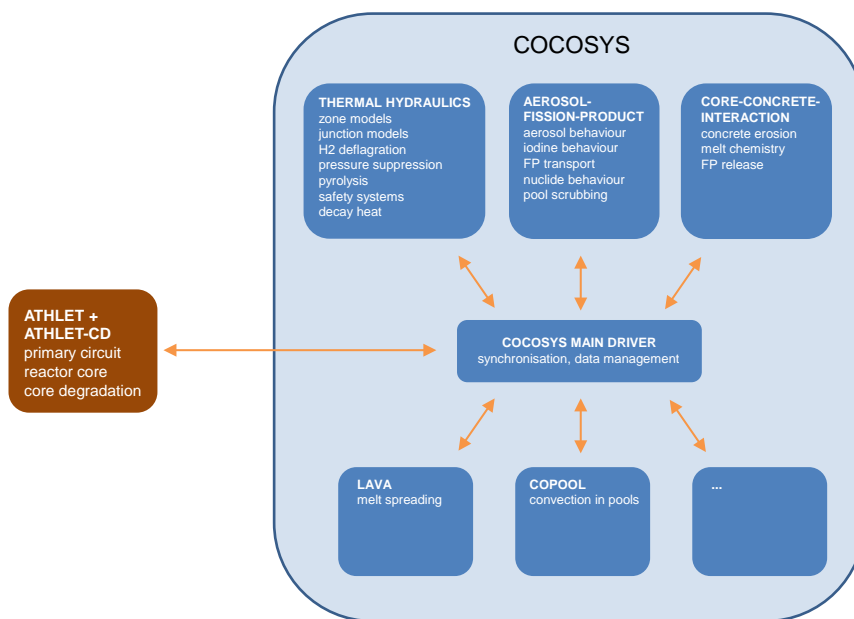 COCOSYS
THERMAL HYDRAULICS
zone models
junction models
H2 deflagration
pressure suppression
pyrolysis
safety systems
decay heat
AEROSOL-
FISSION-PRODUCT
aerosol behaviour
iodine behaviour
FP transport
nuclide behaviour
pool scrubbing
CORE-CONCRETE-
INTERACTION
concrete erosion
melt chemistry
FP release
ATHLET +
ATHLET-CD
primary circuit
reactor core
core degradation
COCOSYS MAIN DRIVER
synchronisation, data management
LAVA
melt spreading
COPOOL
convection in pools
...